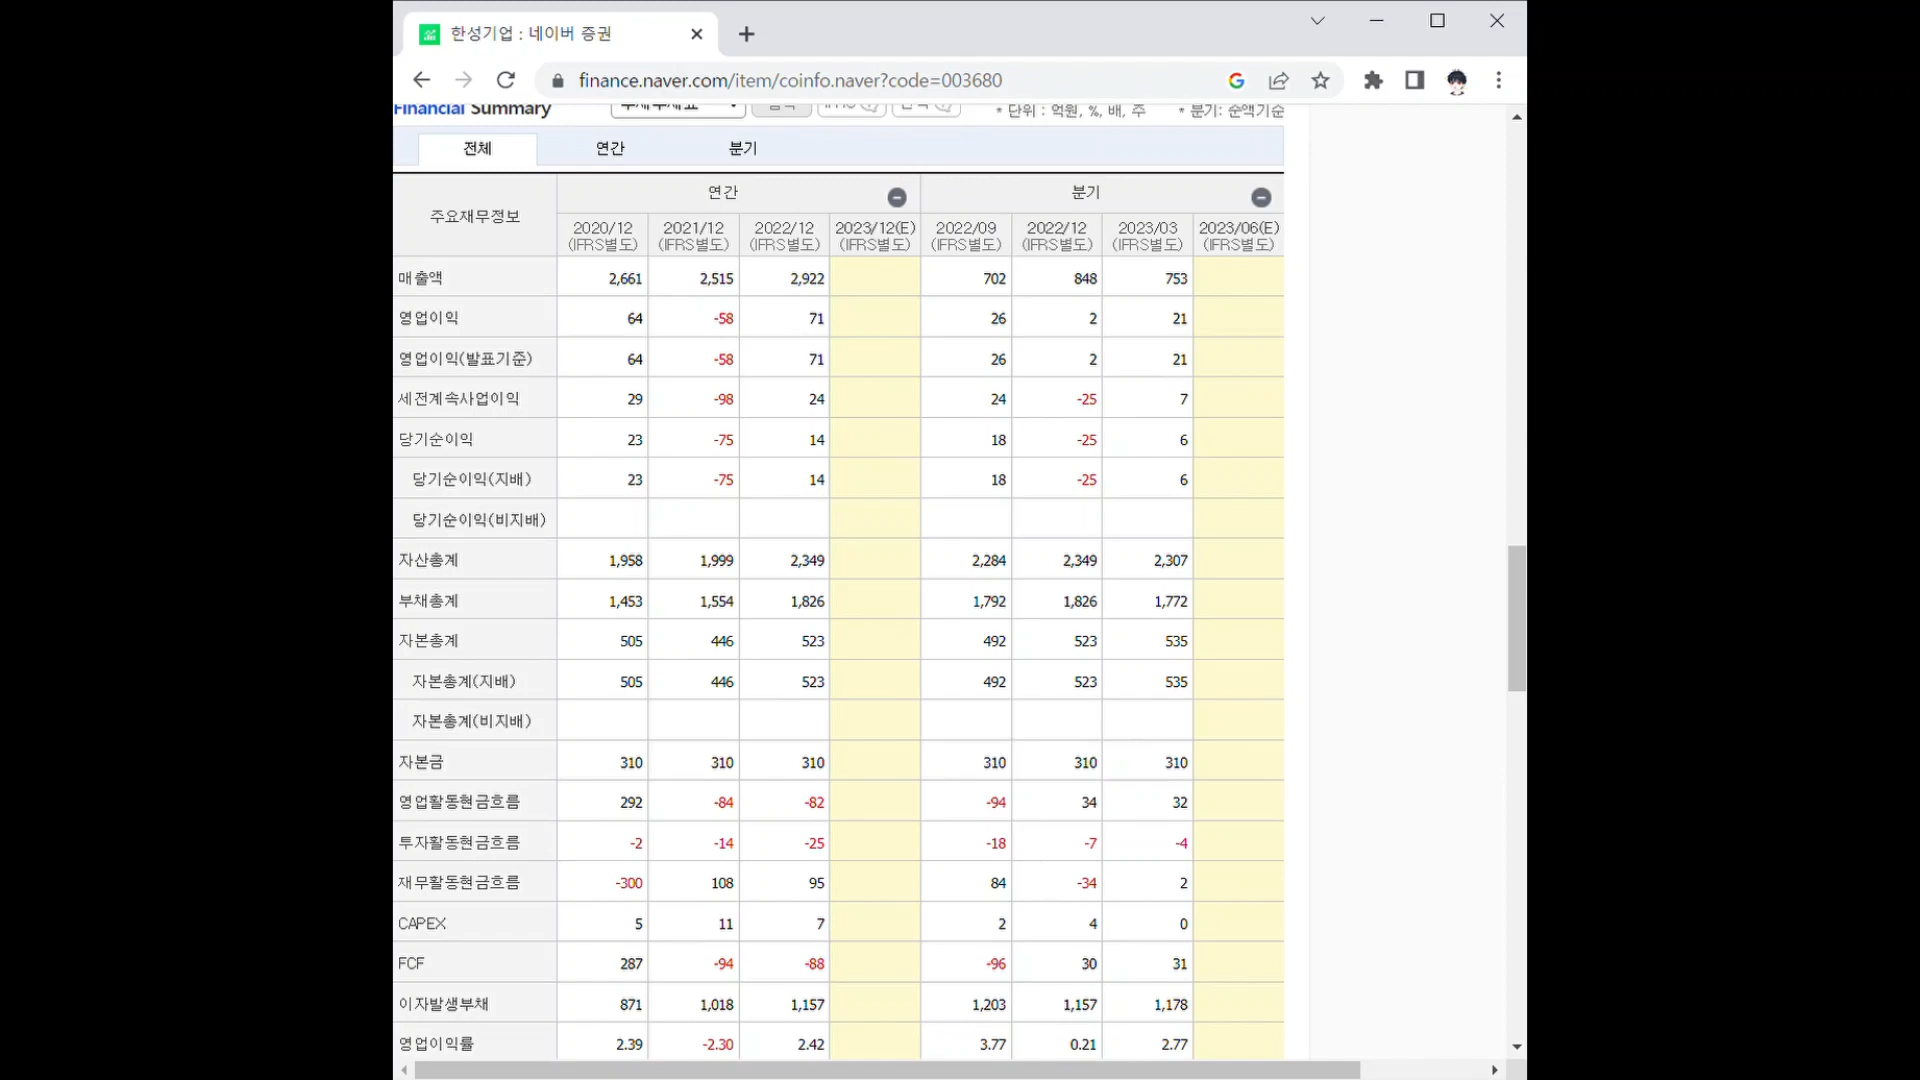 한성기업 : 네이버 증권
finance.naver.com/item/coinfo.naver?code=003680
Financial Summary * 단위 : 억원, %, 배, 주 * 분기: 순액기준
전체 연간 분기
주요재무정보 연간 분기
2020/12 2021/12 2022/12 2023/12(E) 2022/09 2022/12 2023/03 2023/06(E)
(IFRS별도) (IFRS별도) (IFRS별도) (IFRS별도) (IFRS별도) (IFRS별도) (IFRS별도) (IFRS별도)
매출액 2,661 2,515 2,922 702 848 753
영업이익 64 -58 71 26 2 21
영업이익(발표기준) 64 -58 71 26 2 21
세전계속사업이익 29 -98 24 24 -25 7
당기순이익 23 -75 14 18 -25 6
당기순이익(지배) 23 -75 14 18 -25 6
당기순이익(비지배)
자산총계 1,958 1,999 2,349 2,284 2,349 2,307
부채총계 1,453 1,554 1,826 1,792 1,826 1,772
자본총계 505 446 523 492 523 535
자본총계(지배) 505 446 523 492 523 535
자본총계(비지배)
자본금 310 310 310 310 310 310
영업활동현금흐름 292 -84 -82 -94 34 32
투자활동현금흐름 -2 -14 -25 -18 -7 -4
재무활동현금흐름 -300 108 95 84 -34 2
CAPEX 5 11 7 2 4 0
FCF 287 -94 -88 -96 30 31
이자발생부채 871 1,018 1,157 1,203 1,157 1,178
영업이익률 2.39 -2.30 2.42 3.77 0.21 2.77